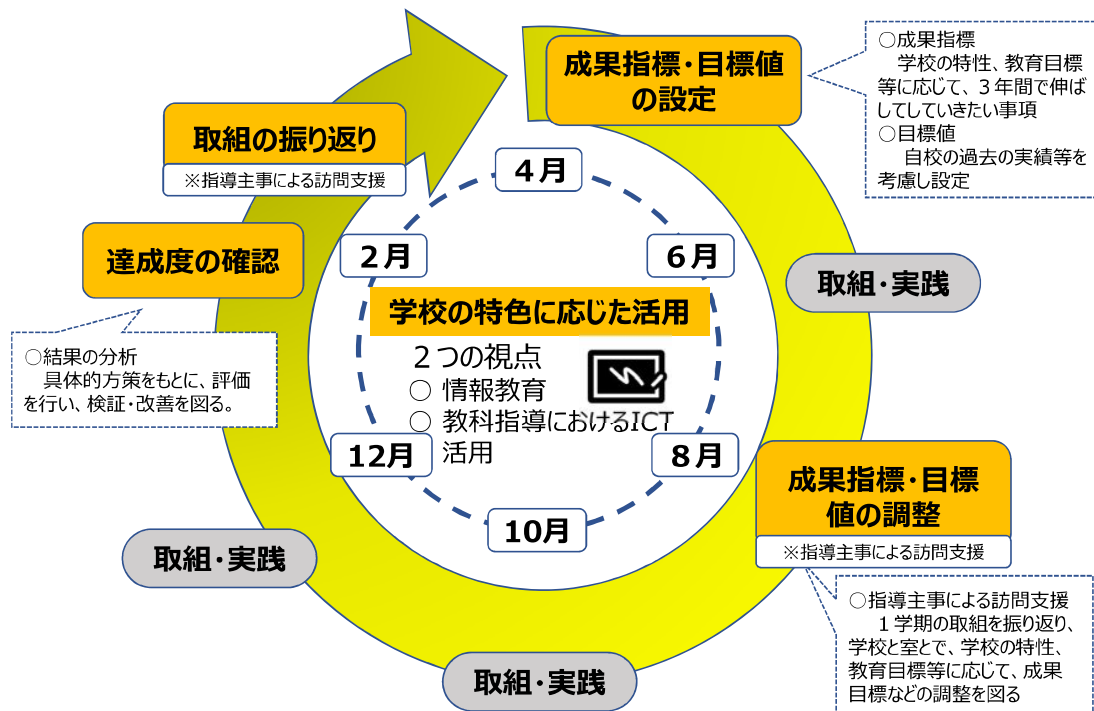 成果指標・目標値
の設定
○成果指標
学校の特性、教育目標
等に応じて、３年間で伸ば
してしていきたい事項
○目標値
自校の過去の実績等を
考慮し設定
取組の振り返り
※指導主事による訪問支援
４月
達成度の確認
２月
６月
取組・実践
学校の特色に応じた活用
２つの視点
○ 情報教育
○ 教科指導におけるICT
活用
○結果の分析
具体的方策をもとに、評価
を行い、検証・改善を図る。
12月
８月
成果指標・目標
値の調整
※指導主事による訪問支援
10月
取組・実践
○指導主事による訪問支援
１学期の取組を振り返り、
学校と室とで、学校の特性、
教育目標等に応じて、成果
目標などの調整を図る
取組・実践